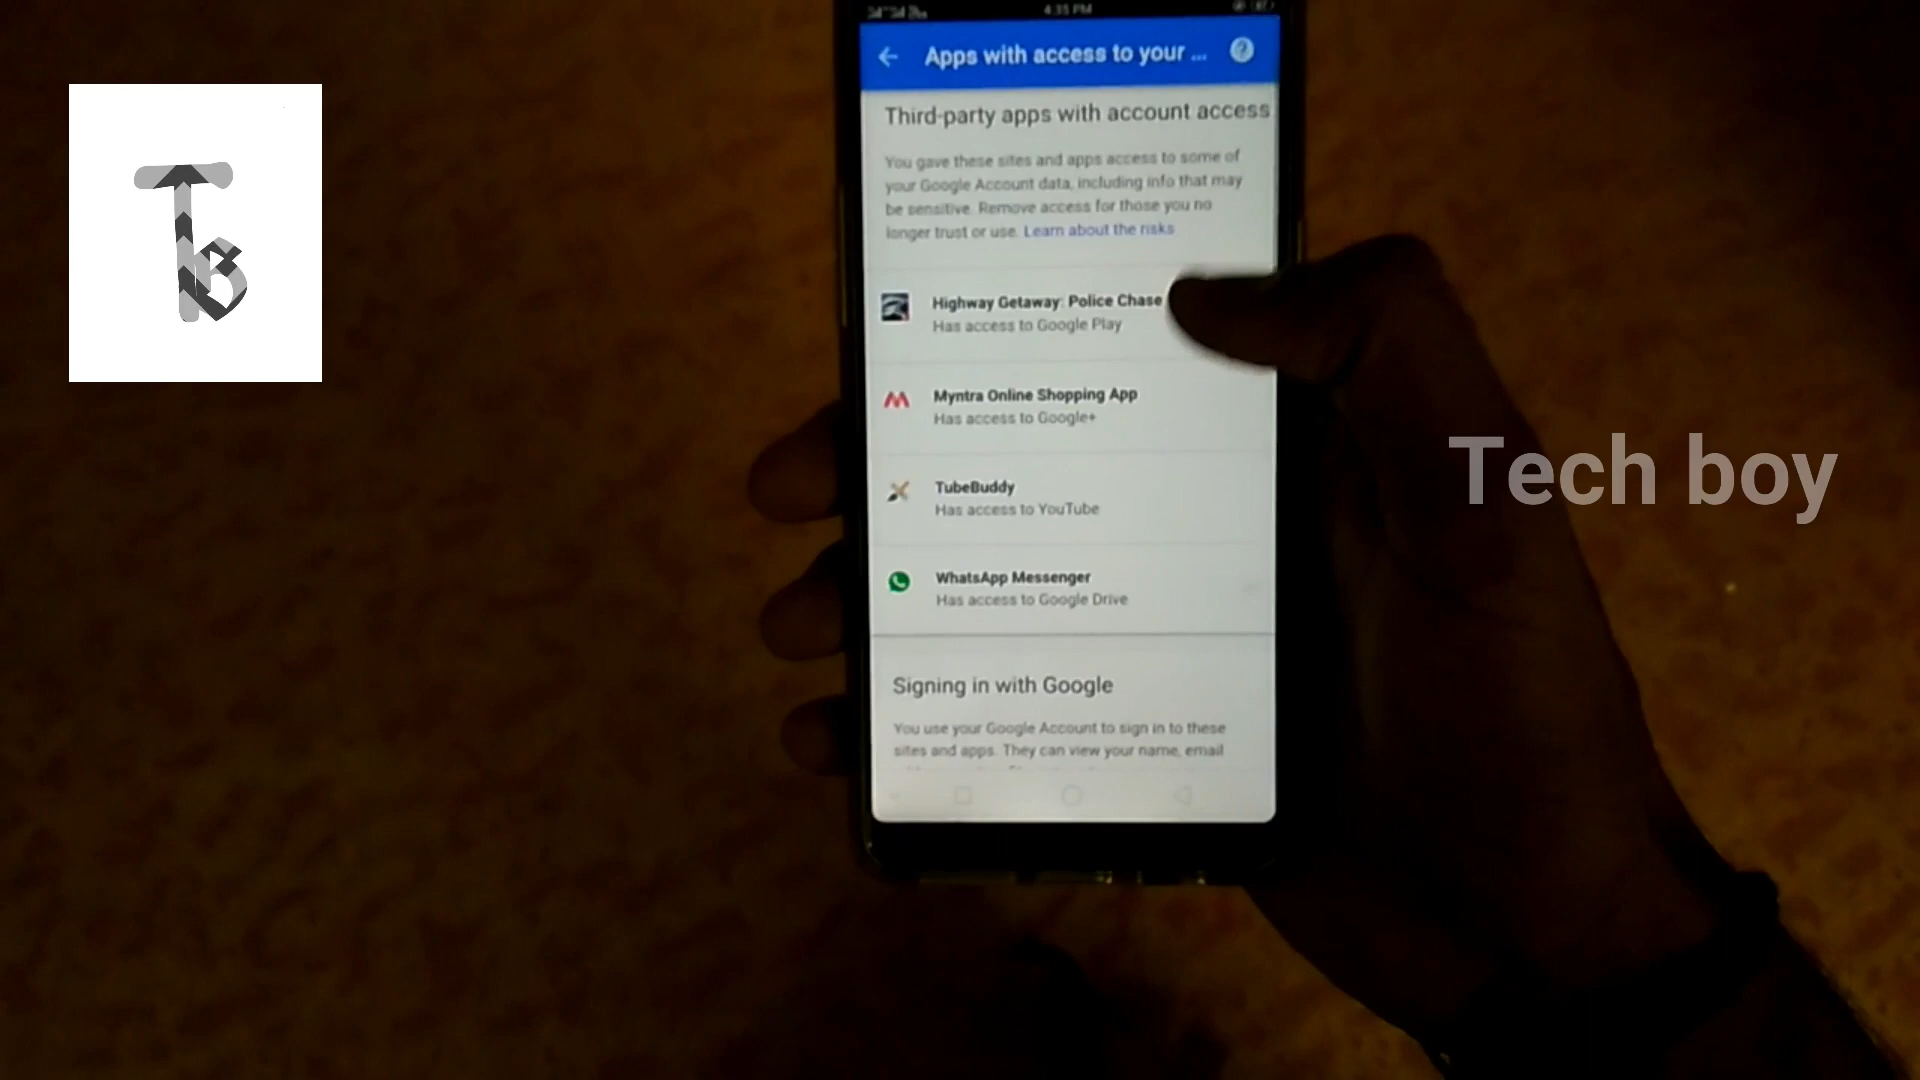 4:35 PM
Apps with access to your ...
Third-party apps with account access
You gave these sites and apps access to some of
your Google Account data, including info that may
be sensitive. Remove access for those you no
longer trust or use. Learn about the risks
Highway Getaway: Police Chase
Has access to Google Play
Myntra Online Shopping App
Has access to Google+
TubeBuddy
Has access to YouTube
WhatsApp Messenger
Has access to Google Drive
Signing in with Google
You use your Google Account to sign in to these
sites and apps. They can view your name, email
Tb
Tech boy